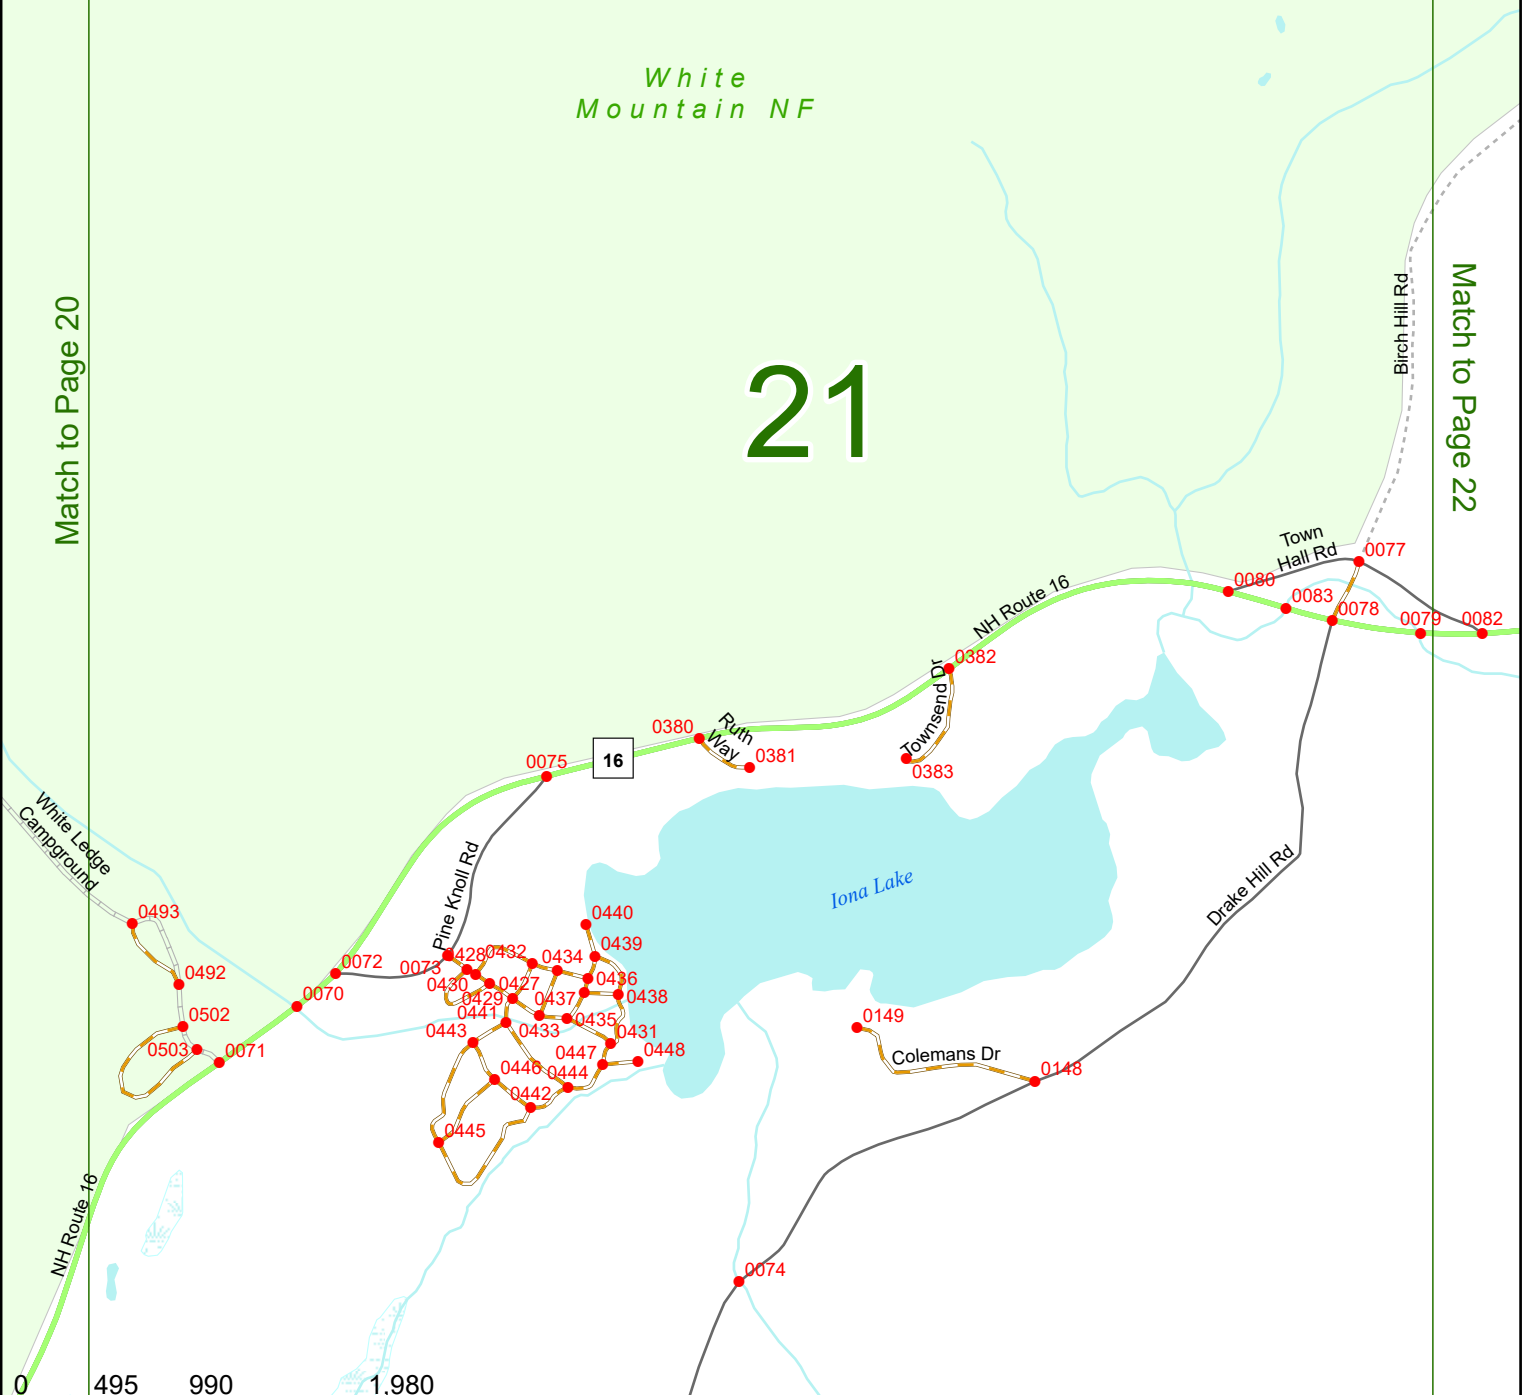 White
Mountain NF
Match to Page 20
21
Match to Page 22
Birch Hill Rd
Town
Hall Rd
0077
0080
0083
0078
0079
0082
NH Route 16
0382
Townsend Dr
0383
0380
Ruth
Way
0381
16
0075
White Ledge
Campground
Pine Knoll Rd
Iona Lake
Drake Hill Rd
0493
0492
0502
0503
0071
0070
0072
0073
0428
0432
0434
0440
0439
0436
0438
0430
0429
0427
0437
0441
0443
0433
0435
0431
0447
0448
0446
0444
0442
0445
0149
Colemans Dr
0148
NH Route 16
0074
0
495
990
1,980